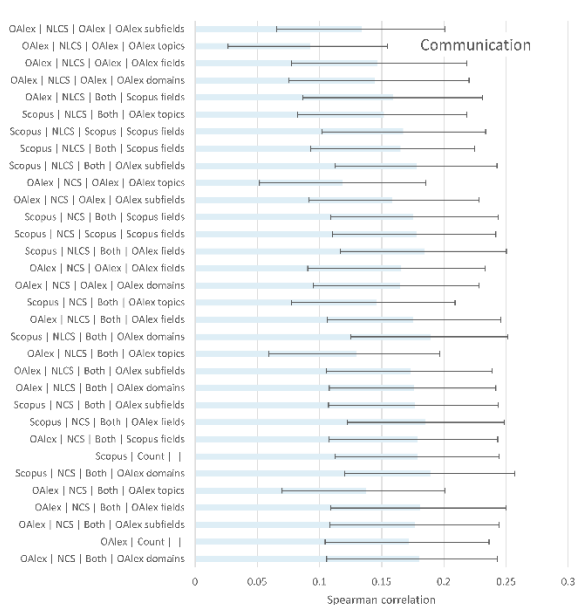 OAlex | NLCS | OAlex | OAlex subfields
Communication
OAlex | NLCS | OAlex | OAlex topics
OAlex | NLCS | OAlex | OAlex fields
OAlex | NLCS | OAlex | OAlex domains
OAlex | NLCS | Both | Scopus fields
Scopus | NLCS | Both | OAlex topics
Scopus | NLCS | Scopus | Scopus fields
Scopus | NLCS | Both | Scopus fields
Scopus | NLCS | Both | OAlex subfields
OAlex | NCS | OAlex | OAlex topics
OAlex | NCS | OAlex | OAlex subfields
Scopus | NCS | Both | Scopus fields
Scopus | NCS | Scopus | Scopus fields
Scopus | NLCS | Both | OAlex fields
OAlex | NCS | OAlex | OAlex fields
OAlex | NCS | OAlex | OAlex domains
Scopus | NCS | Both | OAlex topics
OAlex | NLCS | Both | OAlex fields
Scopus | NLCS | Both | OAlex domains
OAlex | NLCS | Both | OAlex topics
OAlex | NLCS | Both | OAlex subfields
OAlex | NLCS | Both | OAlex domains
Scopus | NCS | Both | OAlex subfields
Scopus | NCS | Both | OAlex fields
OAlex | NCS | Both | Scopus fields
Scopus | Count | |
Scopus | NCS | Both | OAlex domains
OAlex | NCS | Both | OAlex topics
OAlex | NCS | Both | OAlex fields
OAlex | NCS | Both | OAlex subfields
OAlex | Count | |
OAlex | NCS | Both | OAlex domains
0 0.05 0.1 0.15 0.2 0.25 0.3
Spearman correlation